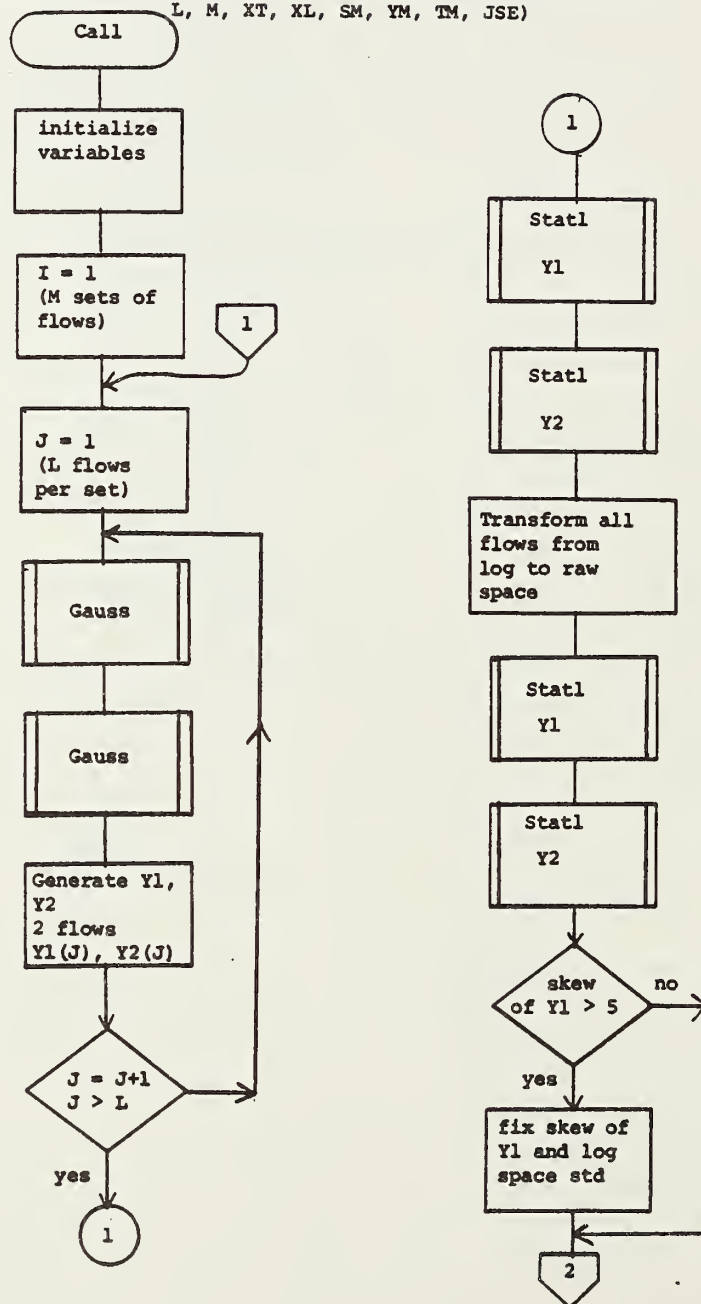 L, M, XT, XL, SM, YM, TM, JSE)
Call
initialize
variables
I = 1
(M sets of
flows)
1
J = 1
(L flows
per set)
Gauss
Gauss
Generate Y1,
Y2
2 flows
Y1(J), Y2(J)
J = J+1
J > L
yes
1
1
Statl
Y1
Statl
Y2
Transform all
flows from
log to raw
space
Statl
Y1
Statl
Y2
skew
of Y1 > 5
no
yes
fix skew of
Y1 and log
space std
2